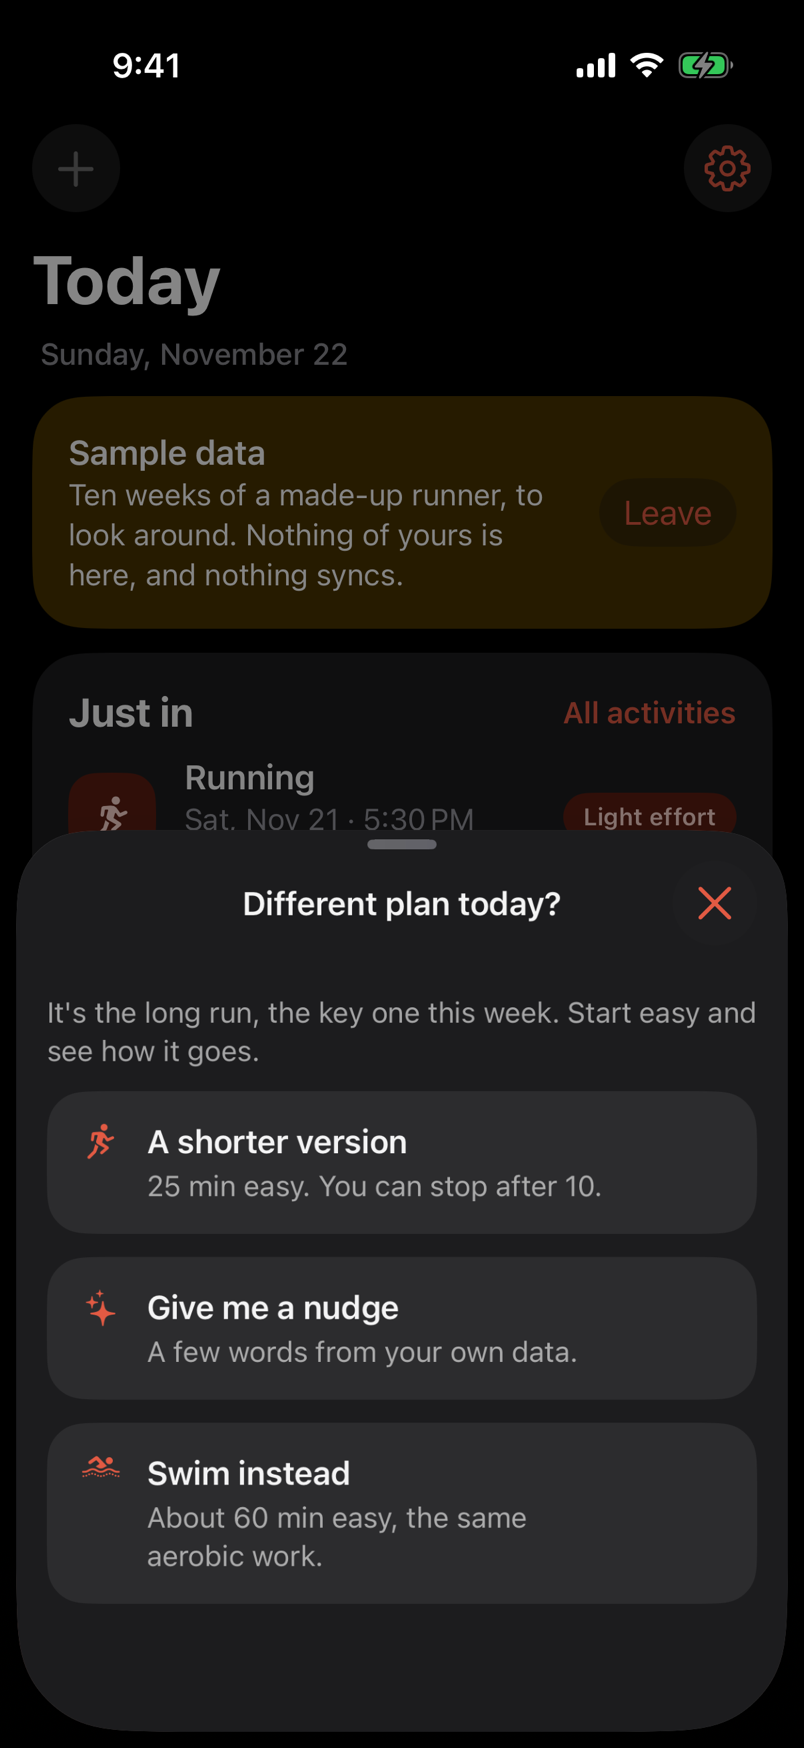 9:41
Today
Sunday, November 22
Sample data
Ten weeks of a made-up runner, to
look around. Nothing of yours is
here, and nothing syncs.
Leave
Just in
All activities
Running
Sat, Nov 21 · 5:30 PM
Light effort
Different plan today?
It's the long run, the key one this week. Start easy and
see how it goes.
A shorter version
25 min easy. You can stop after 10.
Give me a nudge
A few words from your own data.
Swim instead
About 60 min easy, the same
aerobic work.